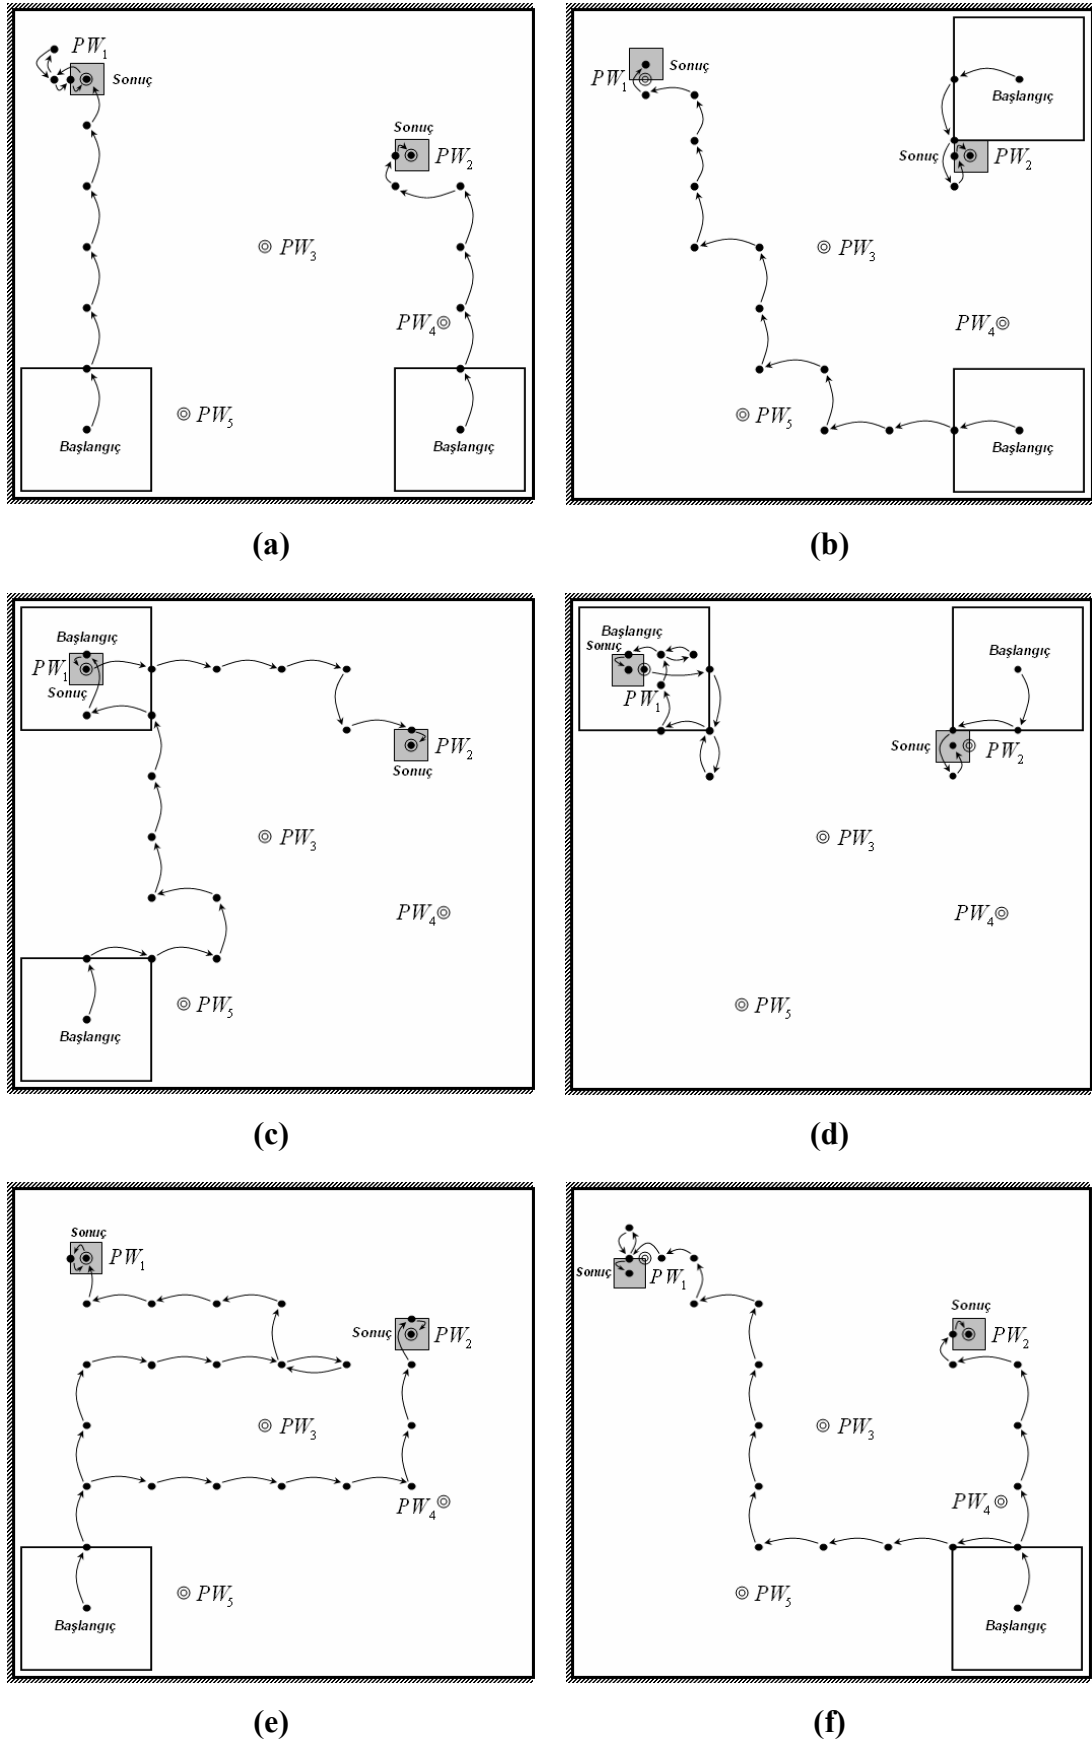 PW₁
Sonuç
Sonuç
PW₂
PW₃
PW₄
PW₅
Başlangıç
Başlangıç
(a)
PW₁
Sonuç
Başlangıç
Sonuç
PW₂
PW₃
PW₄
PW₅
Başlangıç
(b)
Başlangıç
PW₁
Sonuç
PW₂
Sonuç
PW₃
PW₄
PW₅
Başlangıç
(c)
Başlangıç
Sonuç
PW₁
Başlangıç
Sonuç
PW₂
PW₃
PW₄
PW₅
(d)
Sonuç
PW₁
Sonuç
PW₂
PW₃
PW₄
PW₅
Başlangıç
(e)
Sonuç
PW₁
Sonuç
PW₂
PW₃
PW₄
PW₅
Başlangıç
(f)